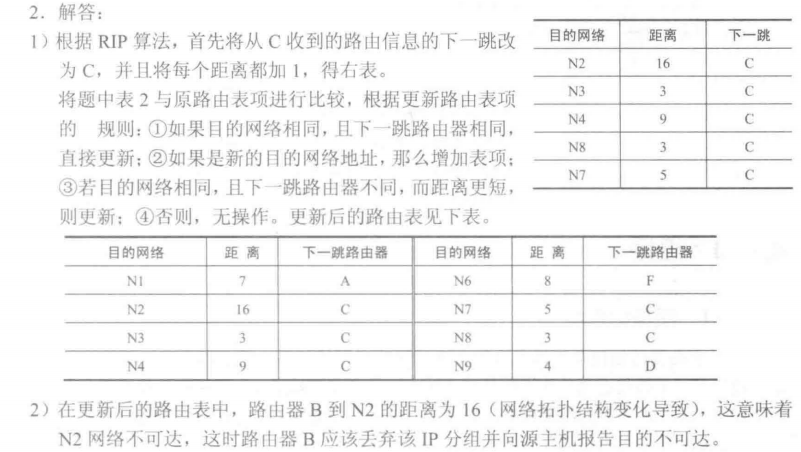 2．解答：
1）根据 RIP 算法，首先将从 C 收到的路由信息的下一跳改
为 C，并且将每个距离都加 1，得右表。
将题中表 2 与原路由表项进行比较，根据更新路由表项
的 规则：①如果目的网络相同，且下一跳路由器相同，
直接更新；②如果是新的目的网络地址，那么增加表项；
③若目的网络相同，且下一跳路由器不同，而距离更短，
则更新；④否则，无操作。更新后的路由表见下表。
目的网络 距离 下一跳
N2 16 C
N3 3 C
N4 9 C
N8 3 C
N7 5 C
目的网络 距 离 下一跳路由器 目的网络 距 离 下一跳路由器
N1 7 A N6 8 F
N2 16 C N7 5 C
N3 3 C N8 3 C
N4 9 C N9 4 D
2）在更新后的路由表中，路由器 B 到 N2 的距离为 16（网络拓扑结构变化导致），这意味着
N2 网络不可达，这时路由器 B 应该丢弃该 IP 分组并向源主机报告目的不可达。